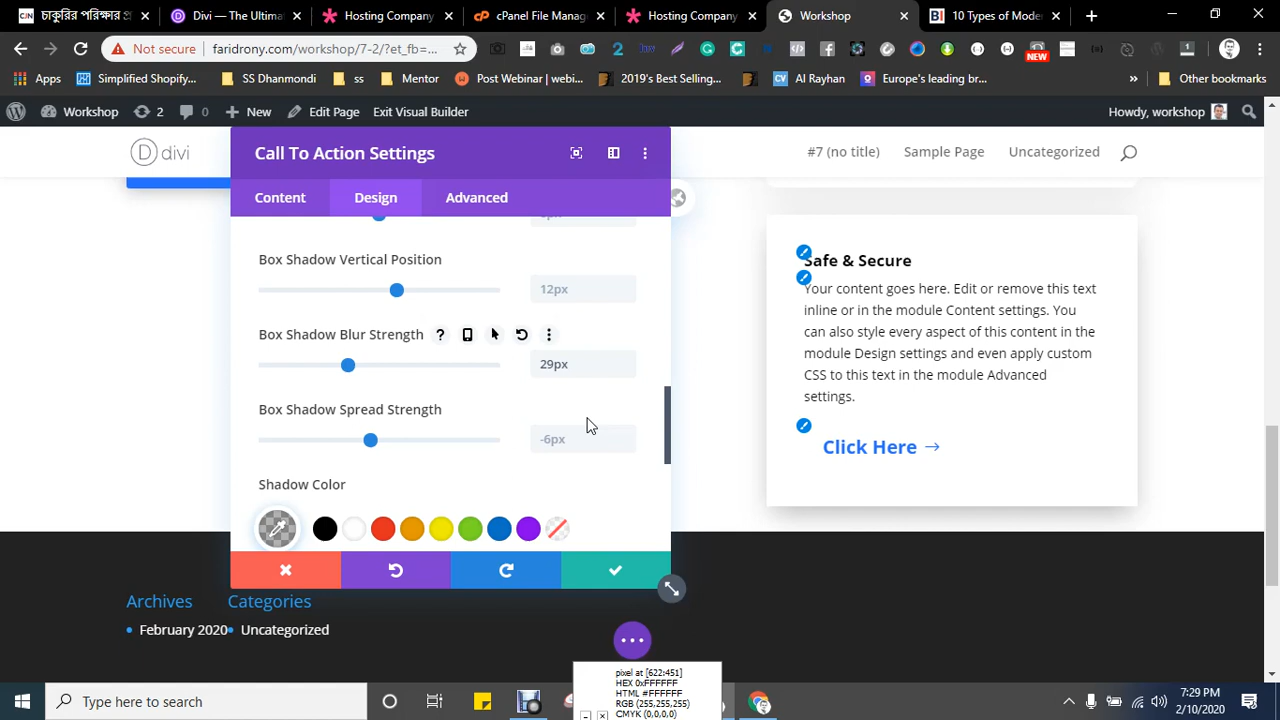 চাকুরির পূর্ণাঙ্গ
Divi — The Ultima
Hosting Company
cPanel File Manag
Hosting Company
Workshop
10 Types of Moder
Not secure
faridrony.com/workshop/7-2/?et_fb=...
NEW
1
Apps
Simplified Shopify...
SS Dhanmondi
ss
Mentor
Post Webinar | webi...
2019's Best Selling...
Al Rayhan
Europe's leading br...
»
Other bookmarks
Workshop
2
0
New
Edit Page
Exit Visual Builder
Howdy, workshop
divi
#7 (no title)
Sample Page
Uncategorized
Call To Action Settings
Content
Design
Advanced
Box Shadow Vertical Position
12px
Box Shadow Blur Strength
29px
Box Shadow Spread Strength
-6px
Shadow Color
Safe & Secure
Your content goes here. Edit or remove this text
inline or in the module Content settings. You
can also style every aspect of this content in the
module Design settings and even apply custom
CSS to this text in the module Advanced
settings.
Click Here →
Archives
February 2020
Categories
Uncategorized
pixel at [622:451]
HEX 0xFFFFFF
HTML #FFFFFF
RGB (255,255,255)
CMYK (0,0,0,0)
Type here to search
7:29 PM
2/10/2020